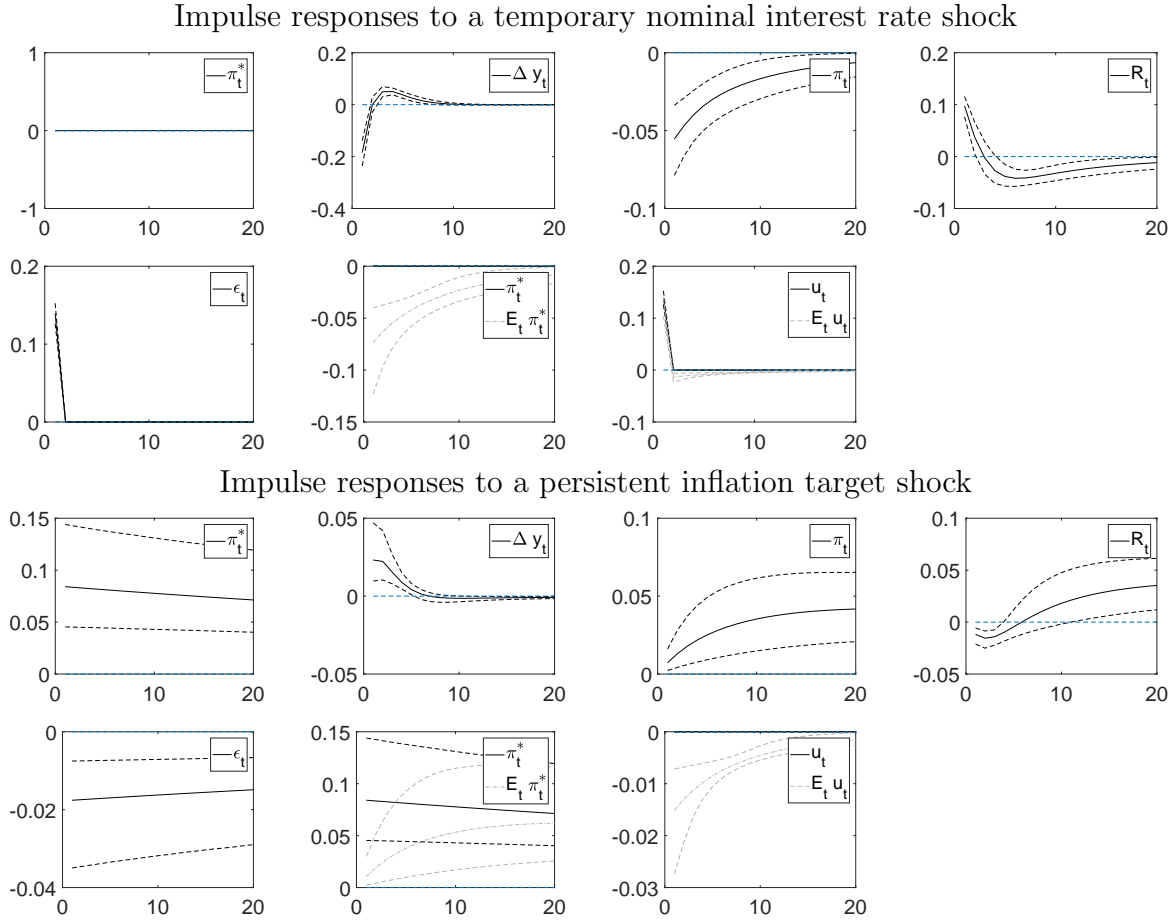 Impulse responses to a temporary nominal interest rate shock
1
0
-1
0 10 20
π*t
0.2
0
-0.2
-0.4
0 10 20
Δ yt
0
-0.05
-0.1
0 10 20
πt
0.2
0.1
0
-0.1
0 10 20
Rt
0.2
0.1
0
0 10 20
ϵt
0
-0.05
-0.1
-0.15
0 10 20
π*t
Et π*t
0.2
0.1
0
-0.1
0 10 20
ut
Et ut
Impulse responses to a persistent inflation target shock
0.15
0.1
0.05
0
0 10 20
π*t
0.05
0
-0.05
0 10 20
Δ yt
0.1
0.05
0
0 10 20
πt
0.1
0.05
0
-0.05
0 10 20
Rt
0
-0.02
-0.04
0 10 20
ϵt
0.15
0.1
0.05
0
0 10 20
π*t
Et π*t
0
-0.01
-0.02
-0.03
0 10 20
ut
Et ut